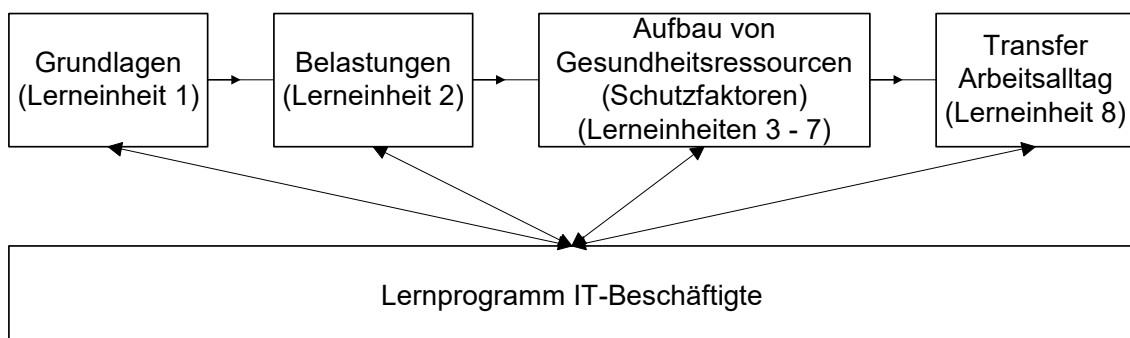 Grundlagen
(Lerneinheit 1)
Belastungen
(Lerneinheit 2)
Aufbau von
Gesundheitsressourcen
(Schutzfaktoren)
(Lerneinheiten 3 - 7)
Transfer
Arbeitsalltag
(Lerneinheit 8)
Lernprogramm IT-Beschäftigte